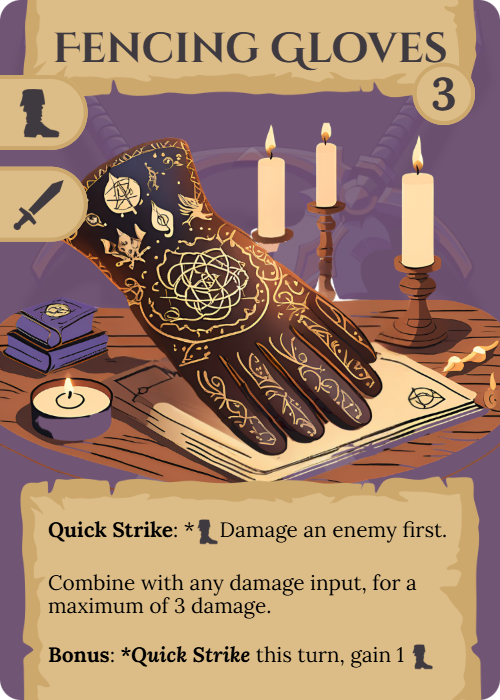 FENCING GLOVES
3
Quick Strike: * Damage an enemy first.
Combine with any damage input, for a
maximum of 3 damage.
Bonus: *Quick Strike this turn, gain 1